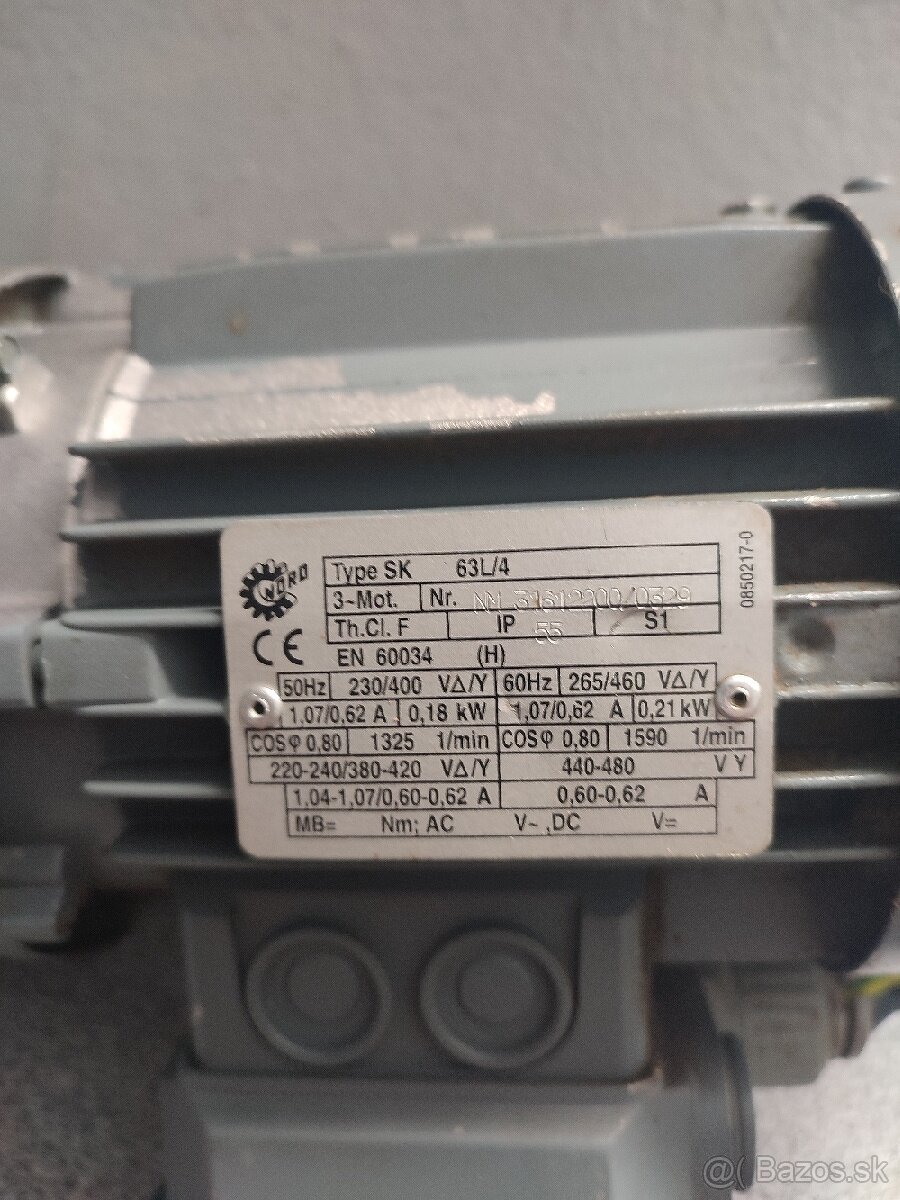 NORD
Type SK 63L/4
3~Mot. Nr.
Th.Cl. F IP 55 S1
CE EN 60034 (H)
50Hz 230/400 VΔ/Y 60Hz 265/460 VΔ/Y
1,07/0,62 A 0,18 kW 1,07/0,62 A 0,21 kW
COSφ 0,80 1325 1/min COSφ 0,80 1590 1/min
220-240/380-420 VΔ/Y 440-480 V Y
1,04-1,07/0,60-0,62 A 0,60-0,62 A
MB= Nm; AC V~ ,DC V=
0850217-0
Bazos.sk